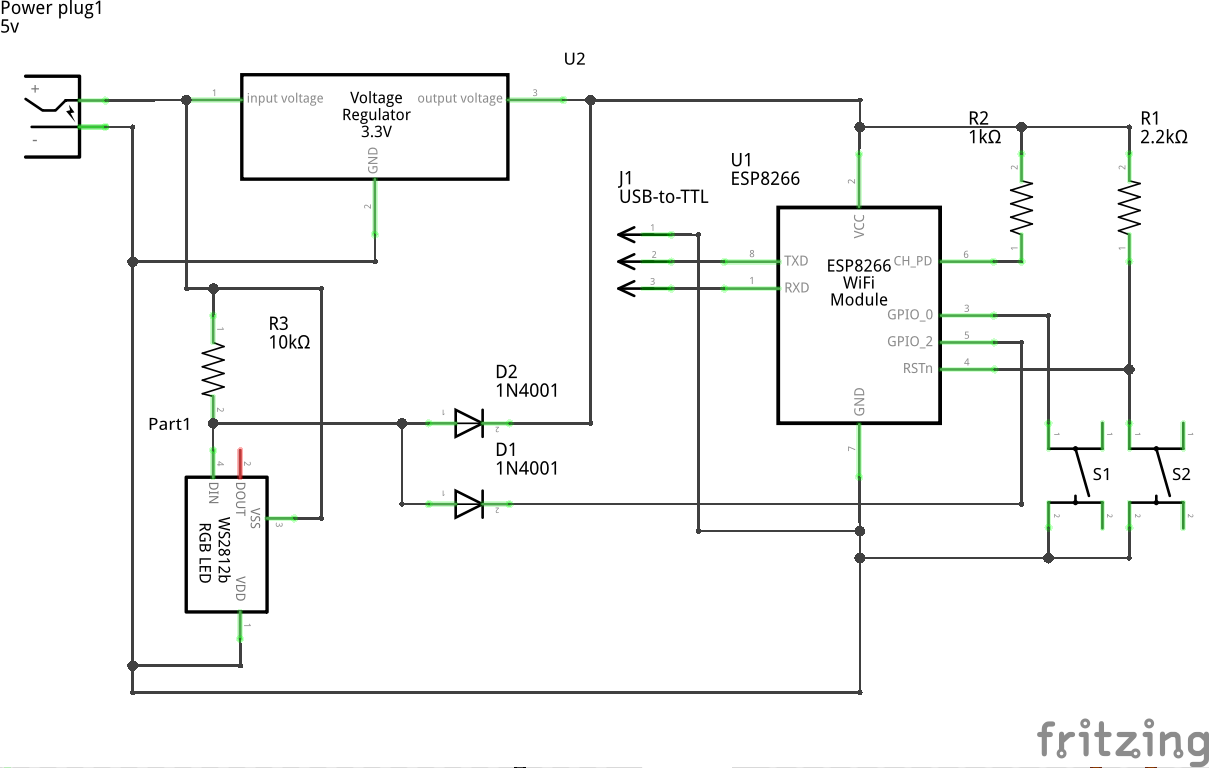 Power plug1
5v
+
-
U2
1
input voltage
Voltage
Regulator
3.3V
output voltage
3
GND
2
R2
1kΩ
R1
2.2kΩ
2
2
1
1
U1
ESP8266
J1
USB-to-TTL
1
2
3
2
VCC
8
TXD
1
RXD
ESP8266
WiFi
Module
CH_PD
6
GPIO_0
3
GPIO_2
5
RSTn
4
GND
7
R3
10kΩ
1
2
D2
1N4001
1
2
D1
1N4001
1
2
Part1
4
2
DIN
DOUT
VSS
3
WS2812b
RGB LED
VDD
1
1
1
S1
2
2
1
1
S2
2
2
fritzing